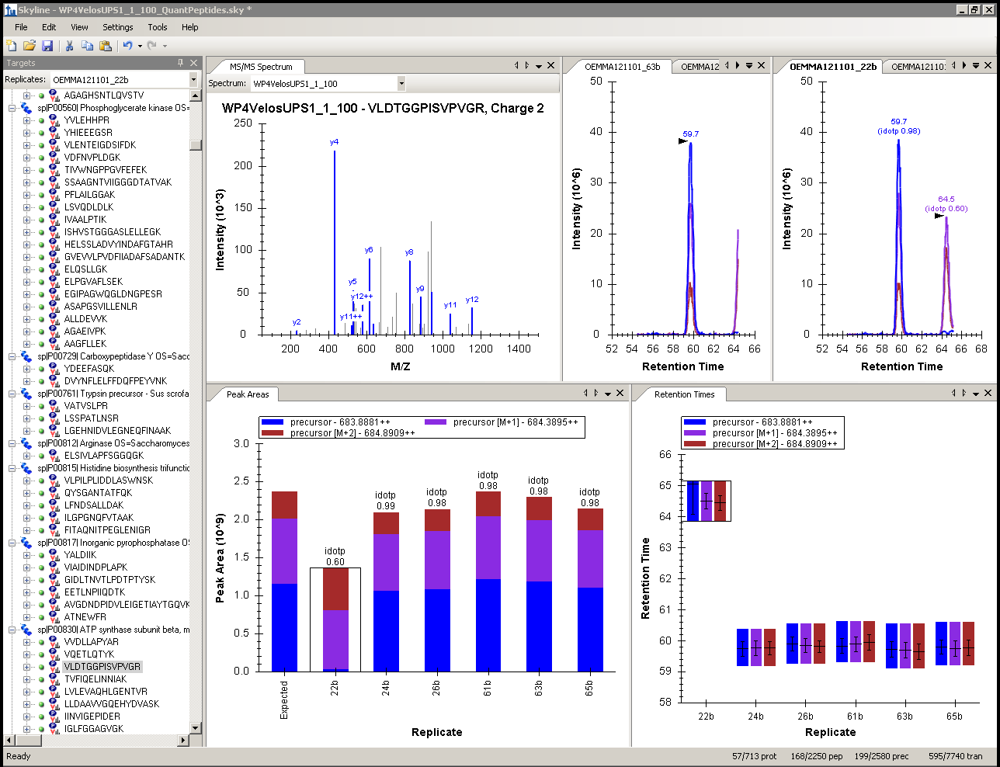 Skyline - WP4VelosUPS1_1_100_QuantPeptides.sky *
File Edit View Settings Tools Help
Targets
Replicates: OEMMA121101_22b
AGAGHSNTLQVSTV
sp|P00560| Phosphoglycerate kinase OS=
YVLEHHPR
YHIEEEGSR
VLENTEIGDSIFDK
VDFNVPLDGK
TIVWNGPPGVFEFEK
SSAAGNTVIIGGGDTATVAK
PFLAILGGAK
LSVQDLDLK
IVAALPTIK
ISHVSTGGGASLELLEGK
HELSSLADVYINDAFGTAHR
GVEVVLPVDFIIADAFSADANTK
ELQSLLGK
ELPGVAFLSEK
EGIPAGWQGLDNGPESR
ASAPGSVILLENLR
ALLDEVVK
AGAEIVPK
AAGFLLEK
sp|P00729| Carboxypeptidase Y OS=Sacc
YDEEFASQK
DVYNFLELFFDQFPEYVNK
sp|P00761| Trypsin precursor - Sus scrofa
VATVSLPR
LSSPATLNSR
LGEHNIDVLEGNEQFINAAK
sp|P00812| Arginase OS=Saccharomyces
ELSIVLAPFSGGQGK
sp|P00815| Histidine biosynthesis trifunctio
VLPILPLIDDLASWNSK
QYSGANTATFQK
LFNDSALLDAK
ILGPGNQFVTAAK
FITAQNITPEGLENIGR
sp|P00817| Inorganic pyrophosphatase OS
YALDIIK
VIAIDINDPLAPK
GIDLTNVTLPDTPTYSK
EETLNPIIQDTK
AVGDNDPIDVLEIGETIAYTGQVK
ATNEWFR
sp|P00830| ATP synthase subunit beta, m
VVDLLAPYAR
VQETLQTYK
VLDTGGPISVPVGR
TVFIQELINNIAK
LVLEVAQHLGENTVR
LLDAAVVGQEHYDVASK
IINVIGEPIDER
IGLFGGAGVGK
MS/MS Spectrum
Spectrum: WP4VelosUPS1_1_100
WP4VelosUPS1_1_100 - VLDTGGPISVPVGR, Charge 2
Intensity (10^3)
250
200
150
100
50
0
y4
y6
y8
y5
y9
y12++
y12
y11
y11++
y2
200 400 600 800 1000 1200 1400
M/Z
OEMMA121101_63b OEMMA12
Intensity (10^6)
50
40
30
20
10
0
59.7
52 54 56 58 60 62 64 66
Retention Time
OEMMA121101_22b OEMMA12110:
Intensity (10^6)
50
40
30
20
10
0
59.7
(idotp 0.98)
64.5
(idotp 0.60)
52 54 56 58 60 62 64 66 68
Retention Time
Peak Areas
precursor - 683.8881++ precursor [M+1] - 684.3895++
precursor [M+2] - 684.8909++
Peak Area (10^9)
3.0
2.5
2.0
1.5
1.0
0.5
0.0
idotp
0.60
idotp
0.99
idotp
0.98
idotp
0.98
idotp
0.98
idotp
0.98
Expected 22b 24b 26b 61b 63b 65b
Replicate
Retention Times
precursor - 683.8881++
precursor [M+1] - 684.3895++
precursor [M+2] - 684.8909++
Retention Time
66
65
64
63
62
61
60
59
58
22b 24b 26b 61b 63b 65b
Replicate
Ready 57/713 prot 168/2250 pep 199/2580 prec 595/7740 tran